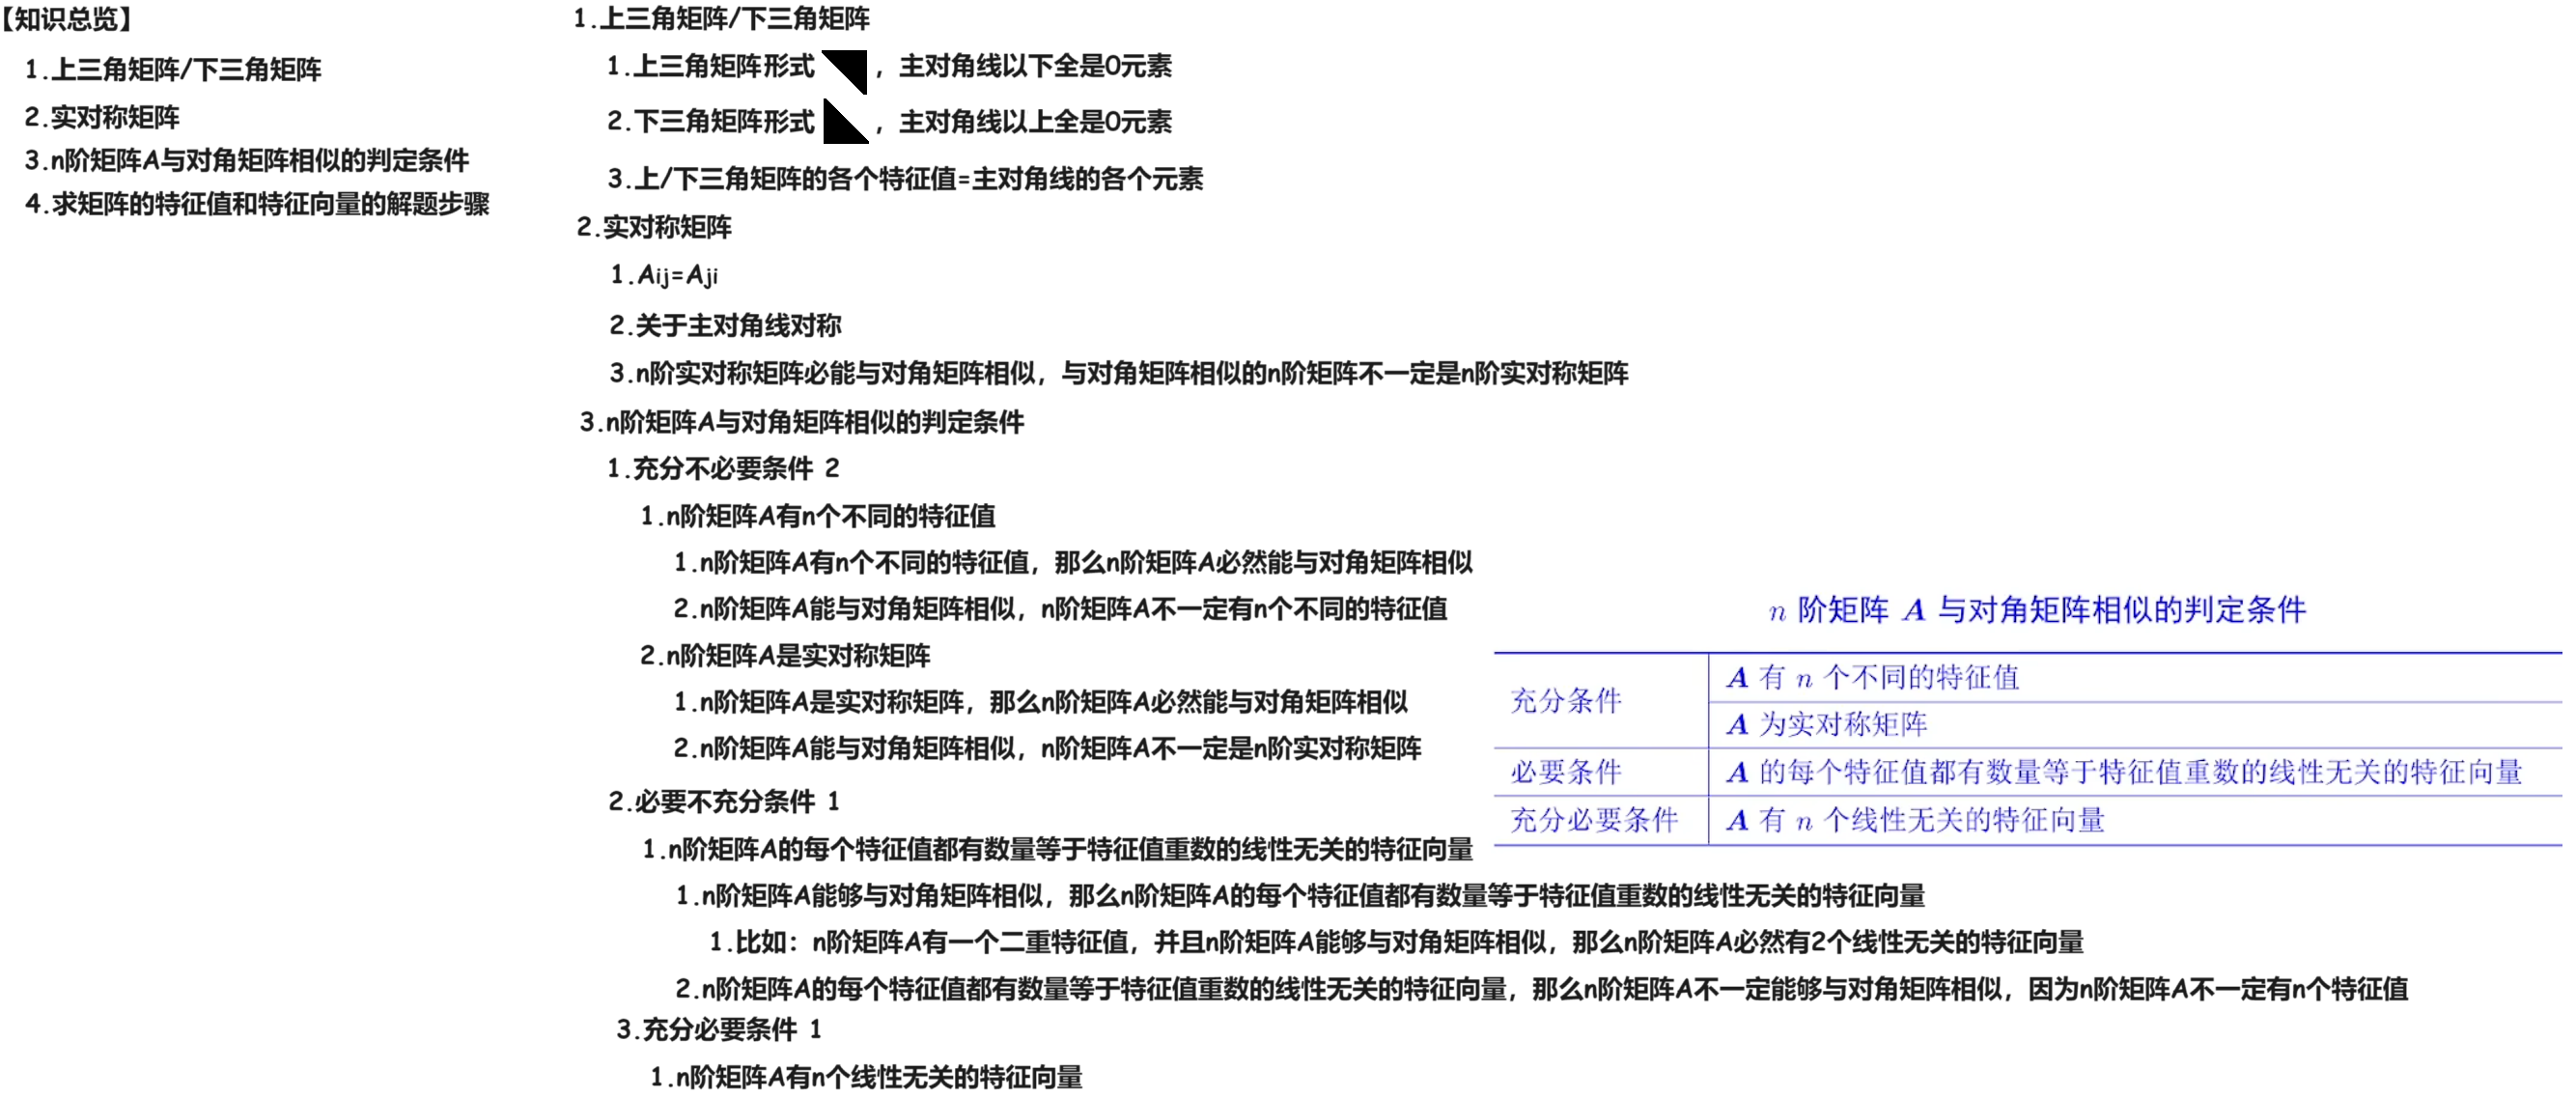 【知识总览】
1.上三角矩阵/下三角矩阵
2.实对称矩阵
3.n阶矩阵A与对角矩阵相似的判定条件
4.求矩阵的特征值和特征向量的解题步骤
1.上三角矩阵/下三角矩阵
1.上三角矩阵形式 ，主对角线以下全是0元素
2.下三角矩阵形式 ，主对角线以上全是0元素
3.上/下三角矩阵的各个特征值=主对角线的各个元素
2.实对称矩阵
1.Aij=Aji
2.关于主对角线对称
3.n阶实对称矩阵必能与对角矩阵相似，与对角矩阵相似的n阶矩阵不一定是n阶实对称矩阵
3.n阶矩阵A与对角矩阵相似的判定条件
1.充分不必要条件 2
1.n阶矩阵A有n个不同的特征值
1.n阶矩阵A有n个不同的特征值，那么n阶矩阵A必然能与对角矩阵相似
2.n阶矩阵A能与对角矩阵相似，n阶矩阵A不一定有n个不同的特征值
2.n阶矩阵A是实对称矩阵
1.n阶矩阵A是实对称矩阵，那么n阶矩阵A必然能与对角矩阵相似
2.n阶矩阵A能与对角矩阵相似，n阶矩阵A不一定是n阶实对称矩阵
2.必要不充分条件 1
1.n阶矩阵A的每个特征值都有数量等于特征值重数的线性无关的特征向量
1.n阶矩阵A能够与对角矩阵相似，那么n阶矩阵A的每个特征值都有数量等于特征值重数的线性无关的特征向量
1.比如：n阶矩阵A有一个二重特征值，并且n阶矩阵A能够与对角矩阵相似，那么n阶矩阵A必然有2个线性无关的特征向量
2.n阶矩阵A的每个特征值都有数量等于特征值重数的线性无关的特征向量，那么n阶矩阵A不一定能够与对角矩阵相似，因为n阶矩阵A不一定有n个特征值
3.充分必要条件 1
1.n阶矩阵A有n个线性无关的特征向量
n 阶矩阵 A 与对角矩阵相似的判定条件
充分条件
A 有 n 个不同的特征值
A 为实对称矩阵
必要条件 A 的每个特征值都有数量等于特征值重数的线性无关的特征向量
充分必要条件 A 有 n 个线性无关的特征向量